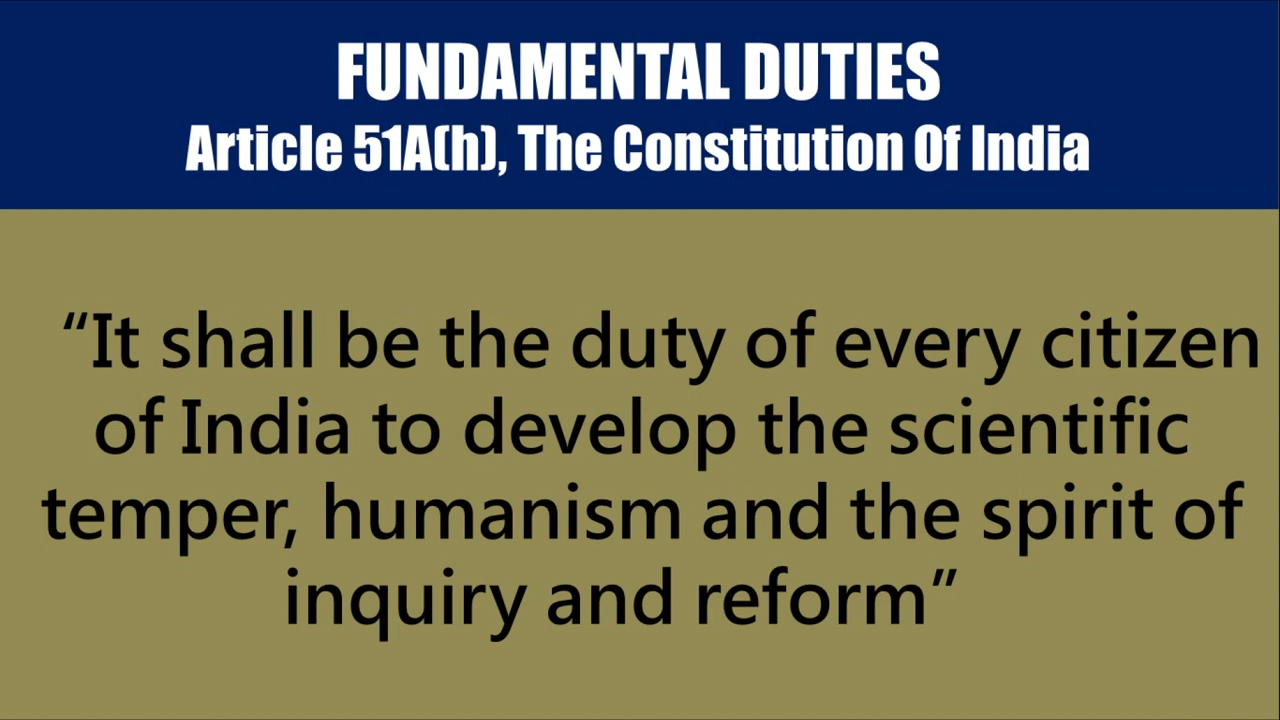 FUNDAMENTAL DUTIES
Article 51A(h), The Constitution Of India
“It shall be the duty of every citizen
of India to develop the scientific
temper, humanism and the spirit of
inquiry and reform”